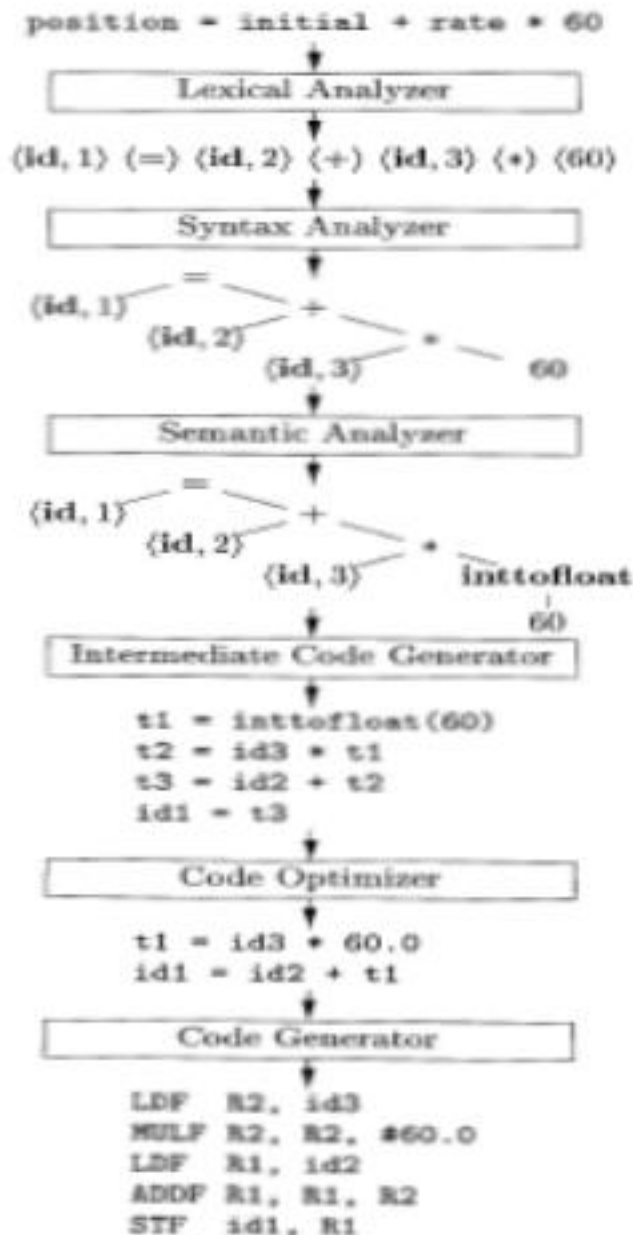 position = initial + rate * 60
Lexical Analyzer
⟨id, 1⟩ ⟨=⟩ ⟨id, 2⟩ ⟨+⟩ ⟨id, 3⟩ ⟨*⟩ ⟨60⟩
Syntax Analyzer
=
⟨id, 1⟩ +
⟨id, 2⟩ *
⟨id, 3⟩ 60
Semantic Analyzer
=
⟨id, 1⟩ +
⟨id, 2⟩ *
⟨id, 3⟩ inttofloat
60
Intermediate Code Generator
t1 = inttofloat(60)
t2 = id3 * t1
t3 = id2 + t2
id1 = t3
Code Optimizer
t1 = id3 * 60.0
id1 = id2 + t1
Code Generator
LDF R2, id3
MULF R2, R2, #60.0
LDF R1, id2
ADDF R1, R1, R2
STF id1, R1